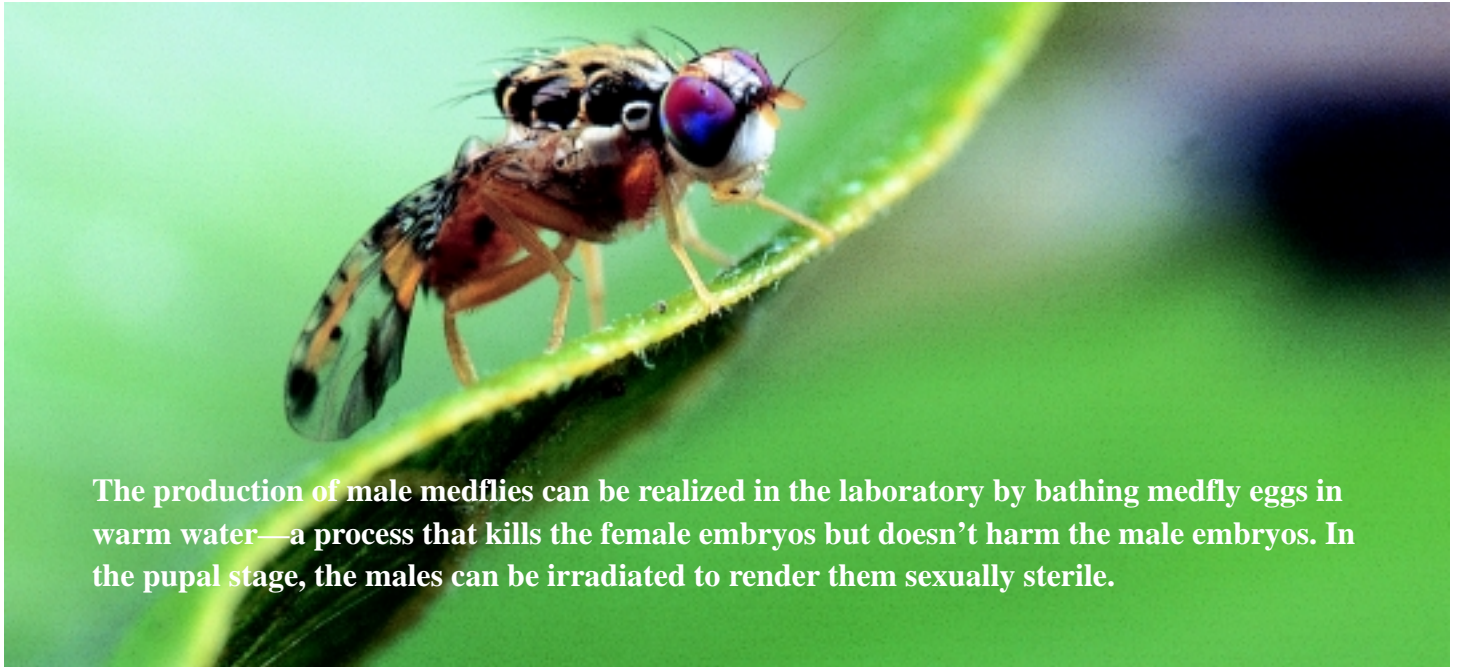 The production of male medflies can be realized in the laboratory by bathing medfly eggs in
warm water—a process that kills the female embryos but doesn’t harm the male embryos. In
the pupal stage, the males can be irradiated to render them sexually sterile.